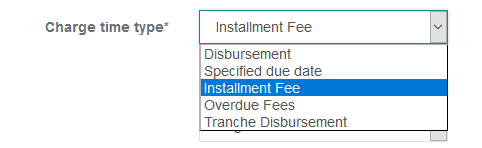 Charge time type* Installment Fee
Disbursement
Specified due date
Installment Fee
Overdue Fees
Tranche Disbursement